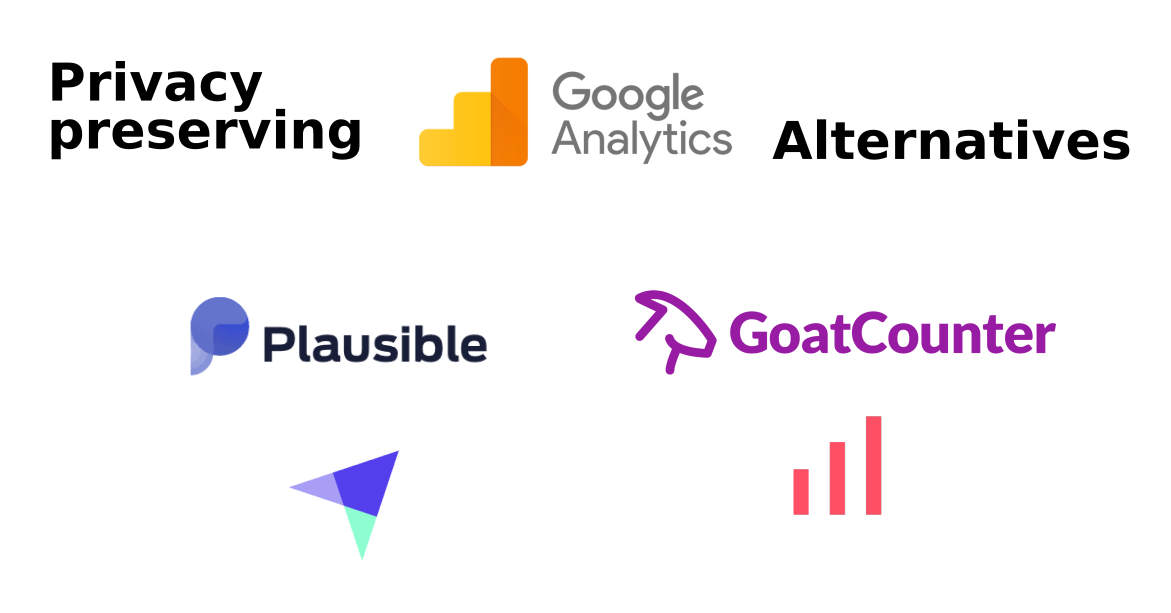 Privacy
preserving
Google
Analytics
Alternatives
Plausible
GoatCounter